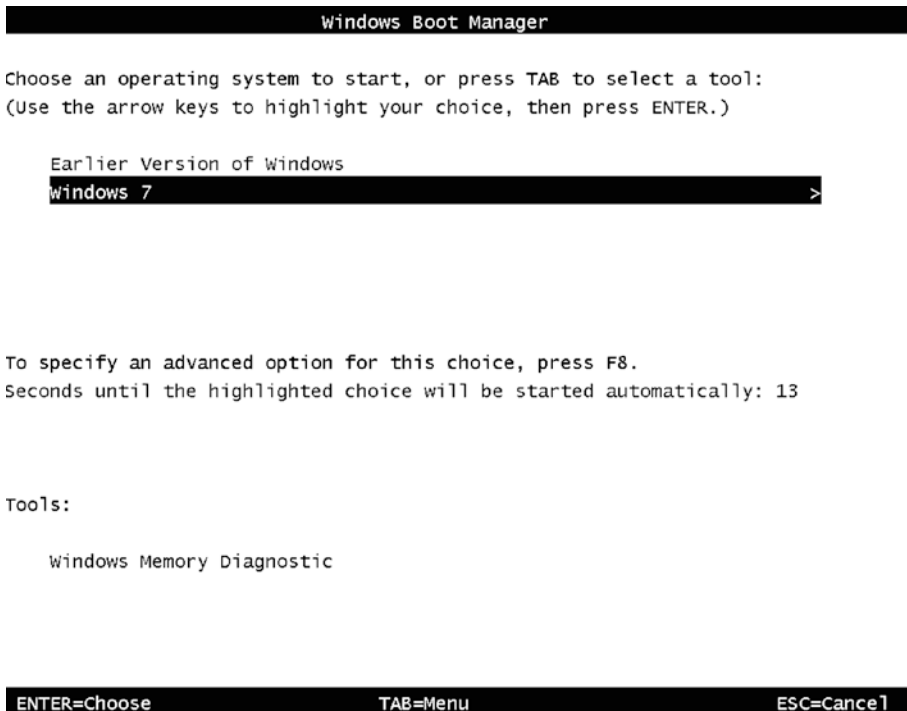 Windows Boot Manager
Choose an operating system to start, or press TAB to select a tool:
(Use the arrow keys to highlight your choice, then press ENTER.)
Earlier Version of Windows
Windows 7 >
To specify an advanced option for this choice, press F8.
Seconds until the highlighted choice will be started automatically: 13
Tools:
Windows Memory Diagnostic
ENTER=Choose TAB=Menu ESC=Cancel